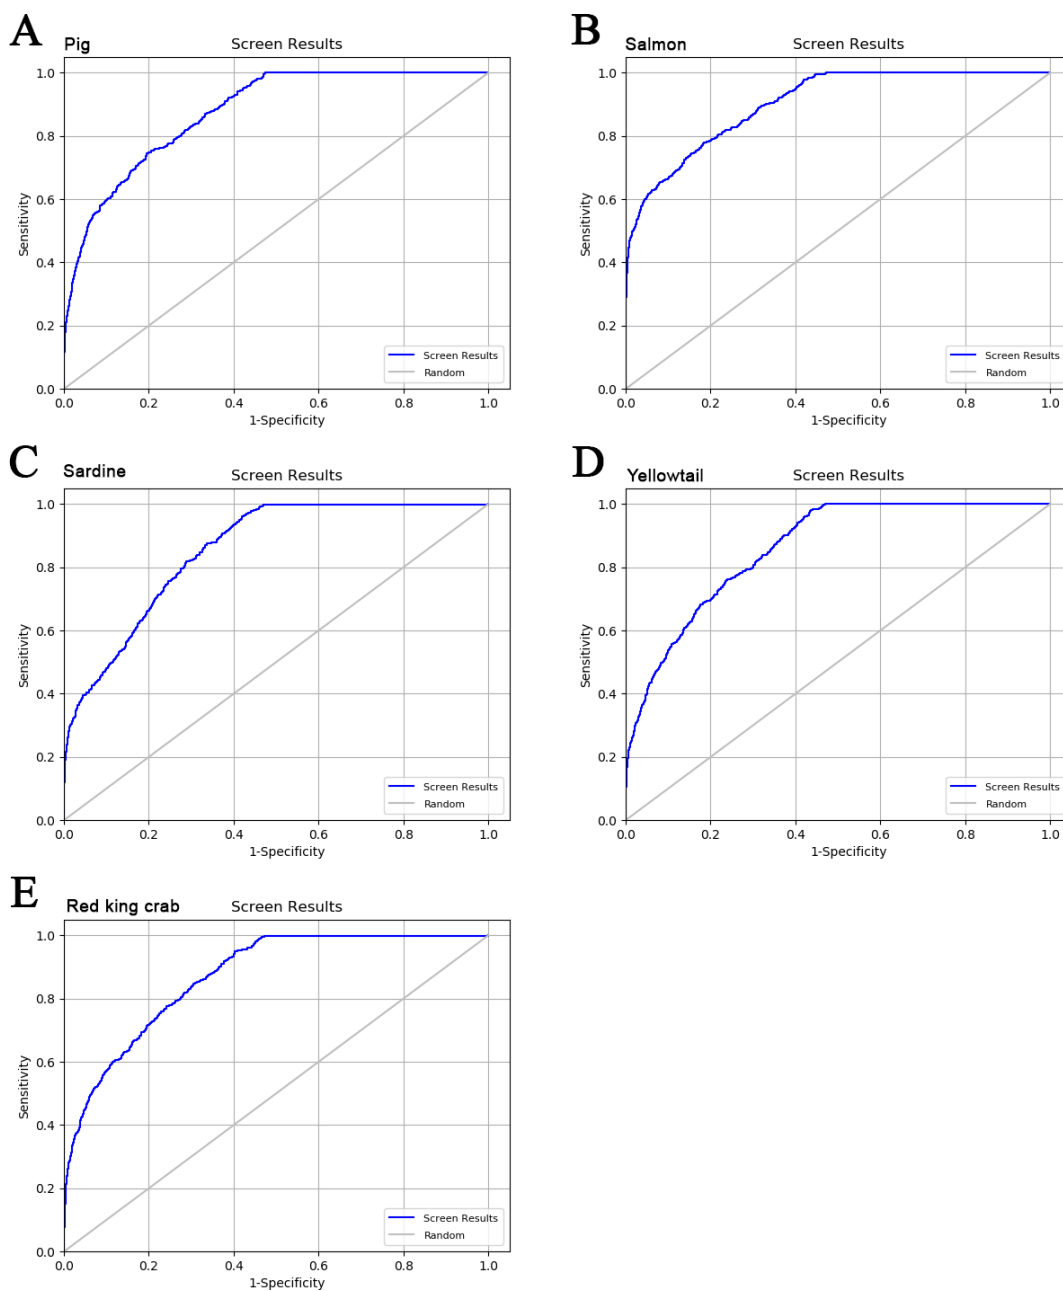 A
Pig
Screen Results
1.0
0.8
0.6
0.4
0.2
0.0
Sensitivity
0.0 0.2 0.4 0.6 0.8 1.0
1-Specificity
Screen Results
Random
B
Salmon
Screen Results
1.0
0.8
0.6
0.4
0.2
0.0
Sensitivity
0.0 0.2 0.4 0.6 0.8 1.0
1-Specificity
Screen Results
Random
C
Sardine
Screen Results
1.0
0.8
0.6
0.4
0.2
0.0
Sensitivity
0.0 0.2 0.4 0.6 0.8 1.0
1-Specificity
Screen Results
Random
D
Yellowtail
Screen Results
1.0
0.8
0.6
0.4
0.2
0.0
Sensitivity
0.0 0.2 0.4 0.6 0.8 1.0
1-Specificity
Screen Results
Random
E
Red king crab
Screen Results
1.0
0.8
0.6
0.4
0.2
0.0
Sensitivity
0.0 0.2 0.4 0.6 0.8 1.0
1-Specificity
Screen Results
Random